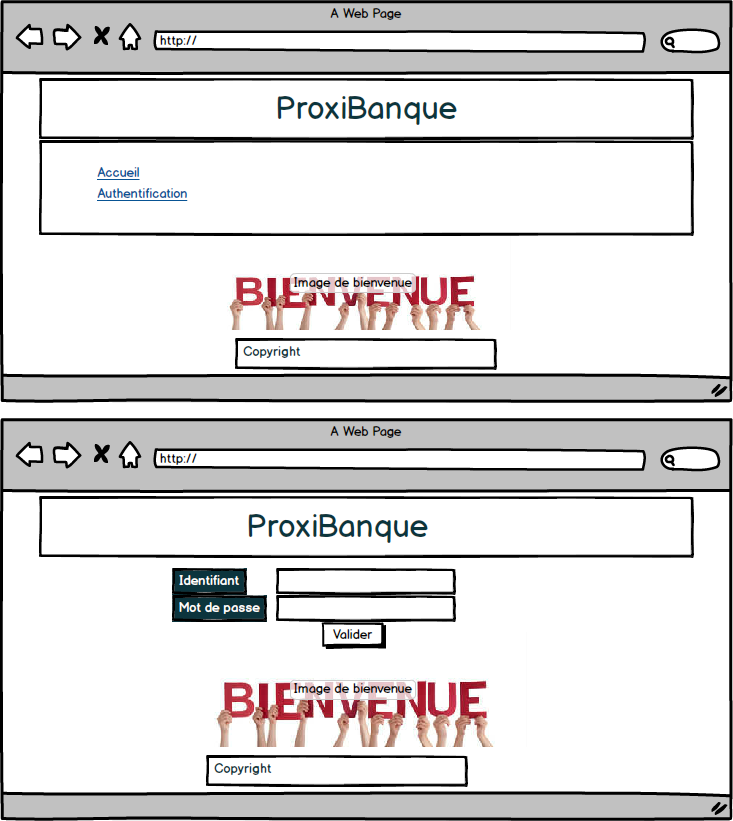 A Web Page
http://
ProxiBanque
Accueil
Authentification
BIENVENUE
Image de bienvenue
Copyright
A Web Page
http://
ProxiBanque
Identifiant
Mot de passe
Valider
BIENVENUE
Image de bienvenue
Copyright